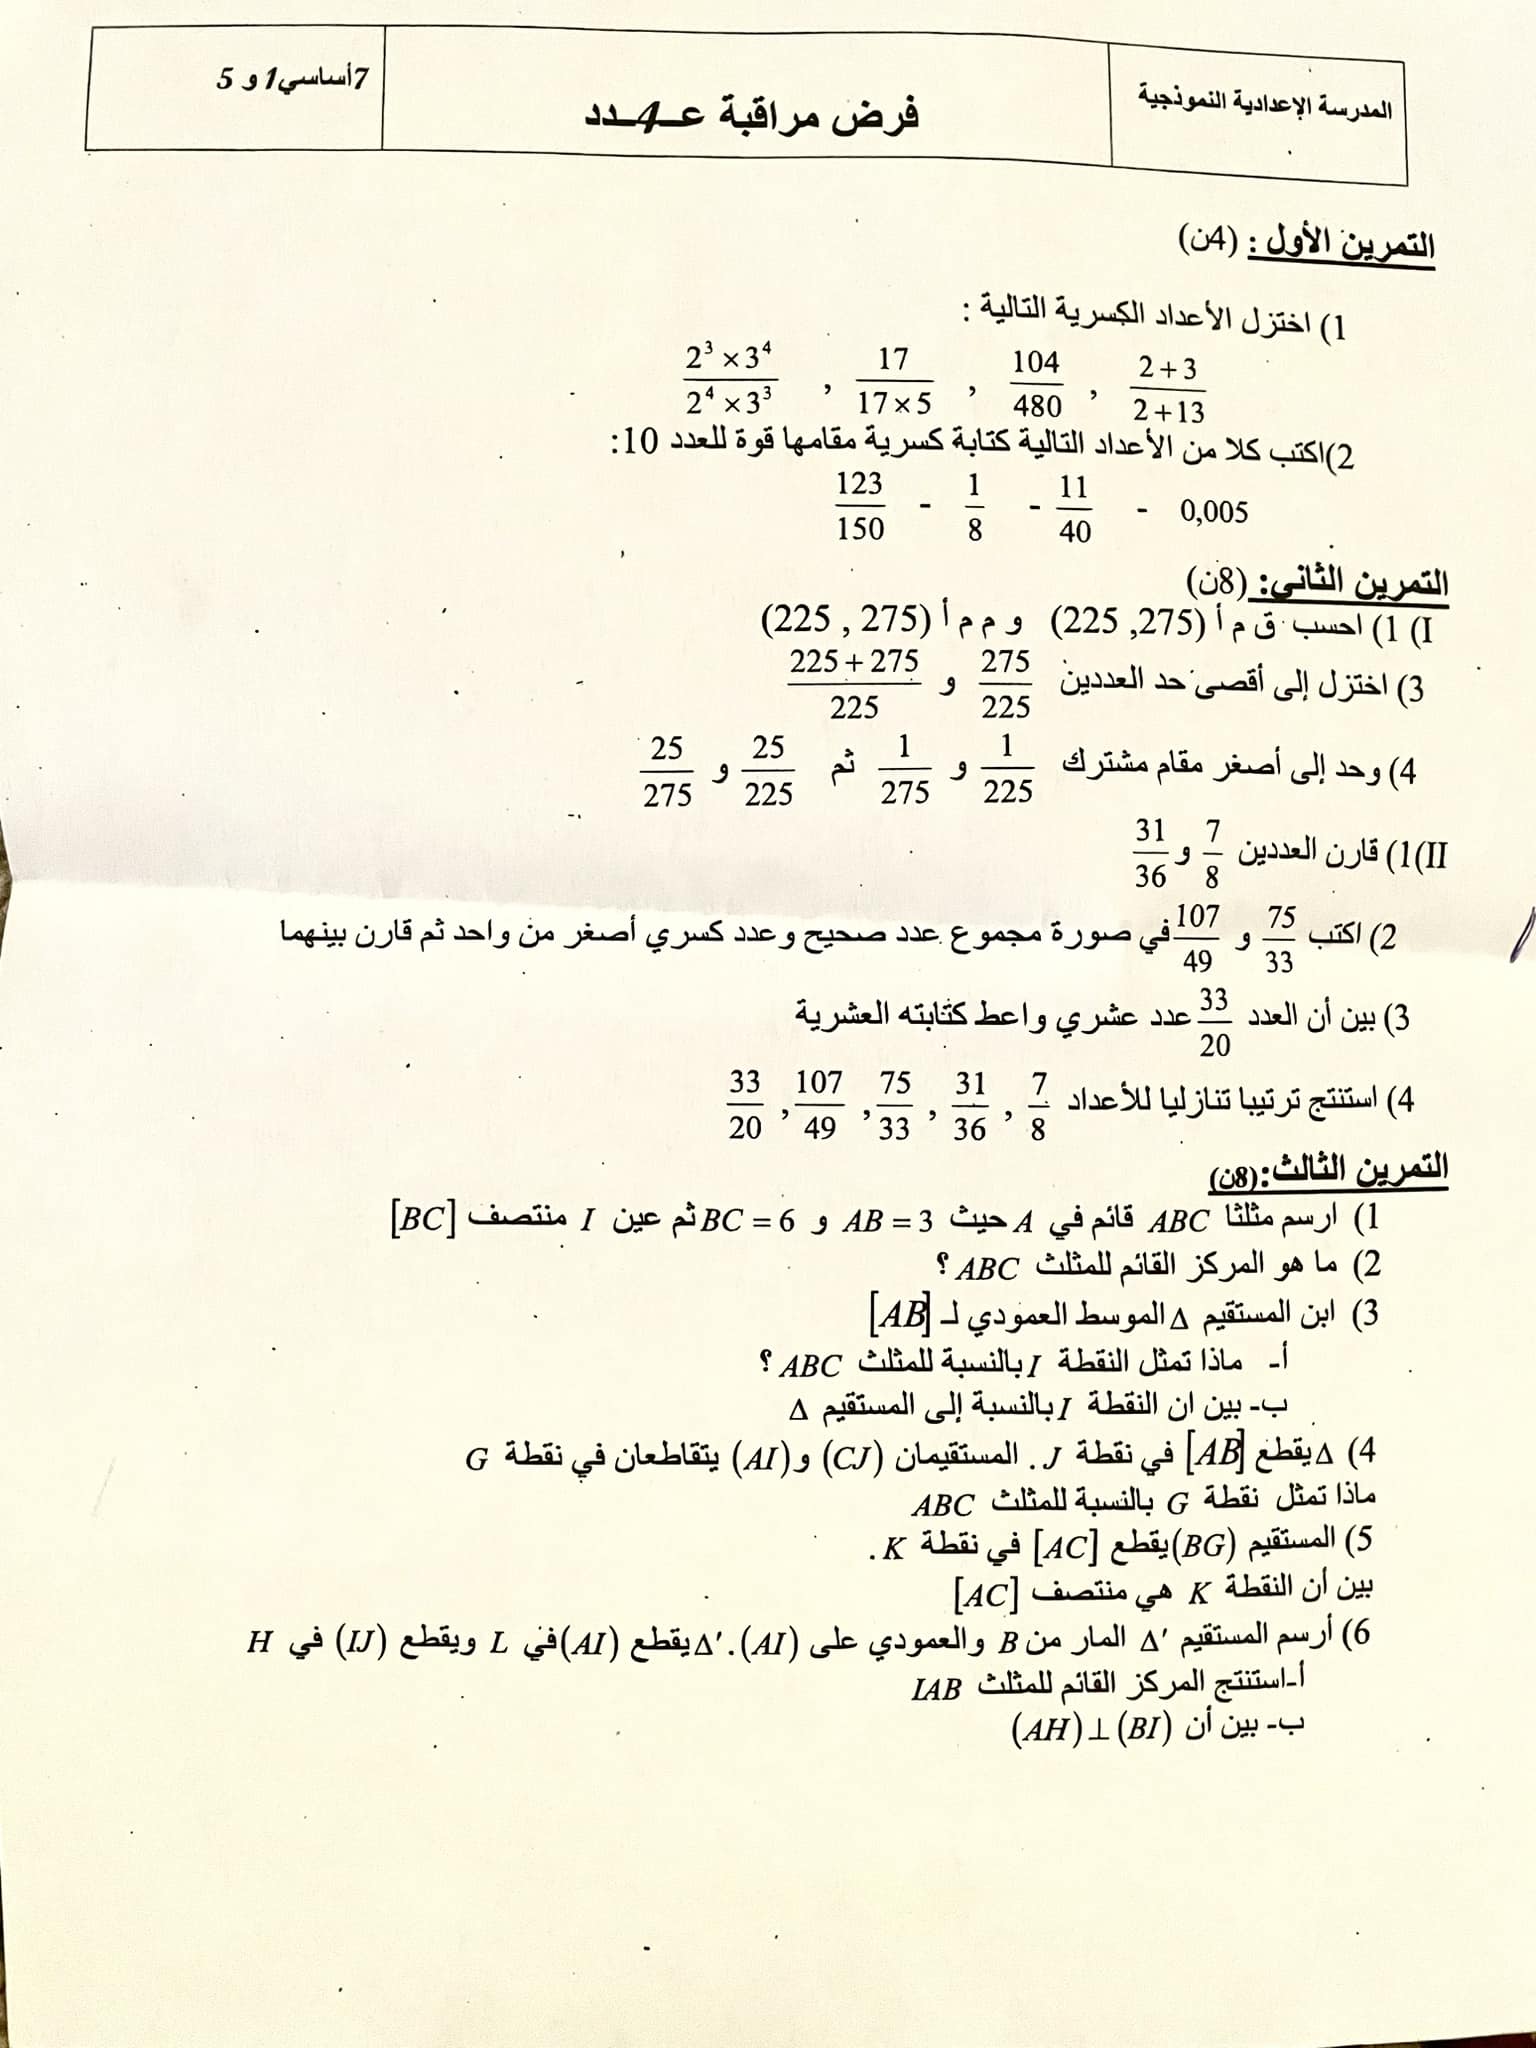 المدرسة الإعدادية النموذجية
فرض مراقبة عـ4ـدد
7أساسي1 و 5
التمرين الأول : (4ن)
1) اختزل الأعداد الكسرية التالية :
(2+3)/(2+13) , 104/480 , 17/(17×5) , (2³×3⁴)/(2⁴×3³)
2)اكتب كلا من الأعداد التالية كتابة كسرية مقامها قوة للعدد 10:
0,005 - 11/40 - 1/8 - 123/150
التمرين الثاني: (8ن)
I) 1) احسب ق م أ (275, 225) و م م أ (275 , 225)
3) اختزل إلى أقصى حد العددين 275/225 و (225+275)/225
4) وحد إلى أصغر مقام مشترك 1/225 و 1/275 ثم 25/225 و 25/275
II)1) قارن العددين 7/8 و 31/36
2) اكتب 75/33 و 107/49 في صورة مجموع عدد صحيح وعدد كسري أصغر من واحد ثم قارن بينهما
3) بين أن العدد 33/20 عدد عشري واعط كتابته العشرية
4) استنتج ترتيبا تنازليا للأعداد 7/8 , 31/36 , 75/33 , 107/49 , 33/20
التمرين الثالث:(8ن)
1) ارسم مثلثا ABC قائم في A حيث AB = 3 و BC = 6 ثم عين I منتصف [BC]
2) ما هو المركز القائم للمثلث ABC ؟
3) ابن المستقيم Δ الموسط العمودي لـ [AB]
أ- ماذا تمثل النقطة I بالنسبة للمثلث ABC ؟
ب- بين ان النقطة I بالنسبة إلى المستقيم Δ
4) Δ يقطع [AB] في نقطة J . المستقيمان (CJ) و(AI) يتقاطعان في نقطة G
ماذا تمثل نقطة G بالنسبة للمثلث ABC
5) المستقيم (BG) يقطع [AC] في نقطة K .
بين أن النقطة K هي منتصف [AC]
6) أرسم المستقيم Δ' المار من B والعمودي على (AI). Δ' يقطع (AI) في L ويقطع (IJ) في H
أ-استنتج المركز القائم للمثلث IAB
ب- بين أن (AH)⊥(BI)